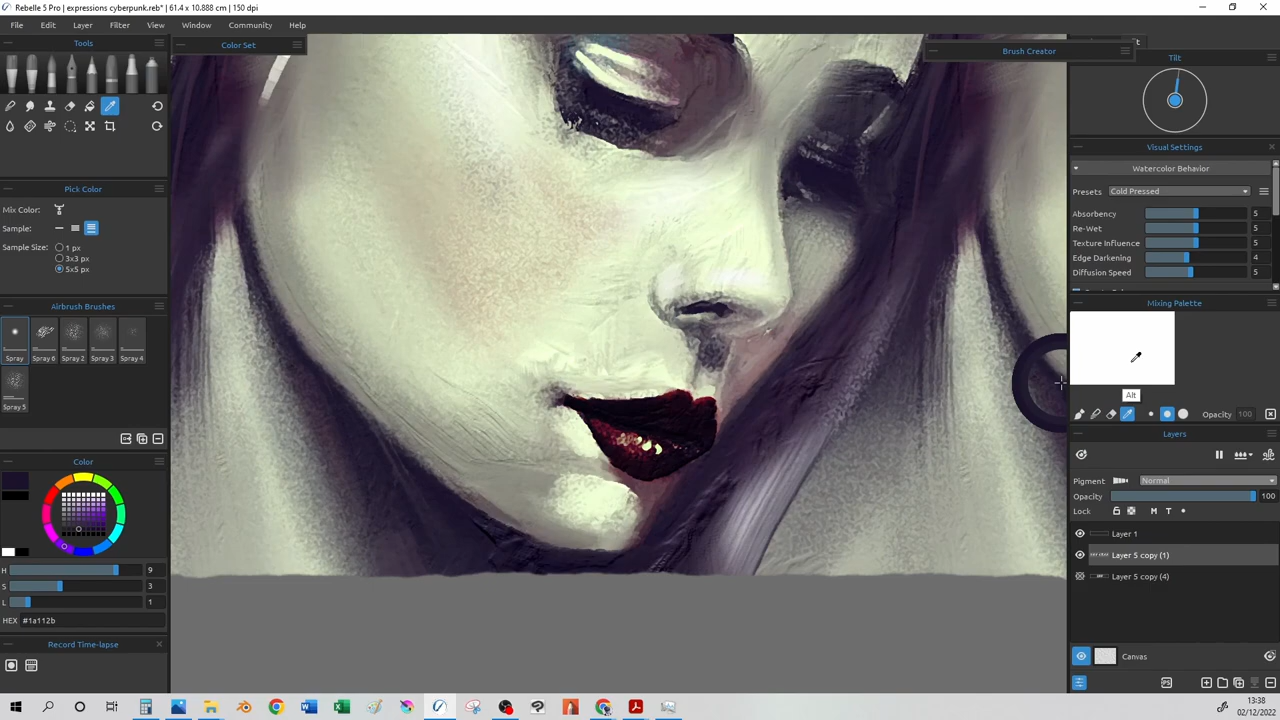 Rebelle 5 Pro | expressions cyberpunk.reb* | 61.4 x 10.888 cm | 150 dpi
File Edit Layer Filter View Window Community Help
Tools
Color Set
Brush Creator
Tilt
Visual Settings
Watercolor Behavior
Presets Cold Pressed
Absorbency 5
Re-Wet 5
Texture Influence 5
Edge Darkening 4
Diffusion Speed 5
Pick Color
Mix Color:
Sample:
Sample Size: 1 px
3x3 px
5x5 px
Airbrush Brushes
Spray Spray 6 Spray 2 Spray 3 Spray 4
Spray 5
Mixing Palette
Alt
Opacity 100
Color
H 9
S 3
L 1
HEX #1a112b
Record Time-lapse
Layers
Pigment Normal
Opacity 100
Lock M T
Layer 1
Layer 5 copy (1)
Layer 5 copy (4)
Canvas
13:38
02/12/2022